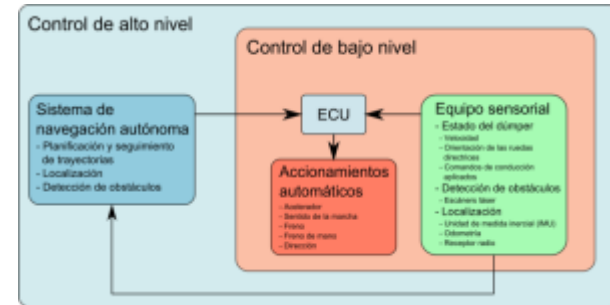 Control de alto nivel
Control de bajo nivel
Sistema de
navegación autónoma
- Planificación y seguimiento
de trayectorias
- Localización
- Detección de obstáculos
ECU
Accionamientos
automáticos
- Acelerador
- Sentido de la marcha
- Freno
- Freno de mano
- Dirección
Equipo sensorial
- Estado del dúmper
- Velocidad
- Orientación de las ruedas
directrices
- Comandos de conducción
aplicados
- Detección de obstáculos
- Escáners láser
- Localización
- Unidad de medida inercial (IMU)
- Odometría
- Receptor radio